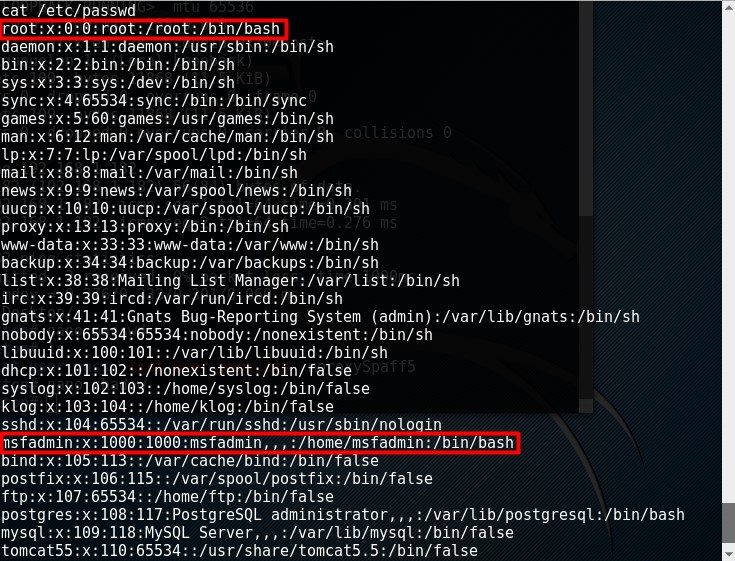 cat /etc/passwd
root:x:0:0:root:/root:/bin/bash
daemon:x:1:1:daemon:/usr/sbin:/bin/sh
bin:x:2:2:bin:/bin:/bin/sh
sys:x:3:3:sys:/dev:/bin/sh
sync:x:4:65534:sync:/bin:/bin/sync
games:x:5:60:games:/usr/games:/bin/sh
man:x:6:12:man:/var/cache/man:/bin/sh
lp:x:7:7:lp:/var/spool/lpd:/bin/sh
mail:x:8:8:mail:/var/mail:/bin/sh
news:x:9:9:news:/var/spool/news:/bin/sh
uucp:x:10:10:uucp:/var/spool/uucp:/bin/sh
proxy:x:13:13:proxy:/bin:/bin/sh
www-data:x:33:33:www-data:/var/www:/bin/sh
backup:x:34:34:backup:/var/backups:/bin/sh
list:x:38:38:Mailing List Manager:/var/list:/bin/sh
irc:x:39:39:ircd:/var/run/ircd:/bin/sh
gnats:x:41:41:Gnats Bug-Reporting System (admin):/var/lib/gnats:/bin/sh
nobody:x:65534:65534:nobody:/nonexistent:/bin/sh
libuuid:x:100:101::/var/lib/libuuid:/bin/sh
dhcp:x:101:102::/nonexistent:/bin/false
syslog:x:102:103::/home/syslog:/bin/false
klog:x:103:104::/home/klog:/bin/false
sshd:x:104:65534::/var/run/sshd:/usr/sbin/nologin
msfadmin:x:1000:1000:msfadmin,,,:/home/msfadmin:/bin/bash
bind:x:105:113::/var/cache/bind:/bin/false
postfix:x:106:115::/var/spool/postfix:/bin/false
ftp:x:107:65534::/home/ftp:/bin/false
postgres:x:108:117:PostgreSQL administrator,,,:/var/lib/postgresql:/bin/bash
mysql:x:109:118:MySQL Server,,,:/var/lib/mysql:/bin/false
tomcat55:x:110:65534::/usr/share/tomcat5.5:/bin/false